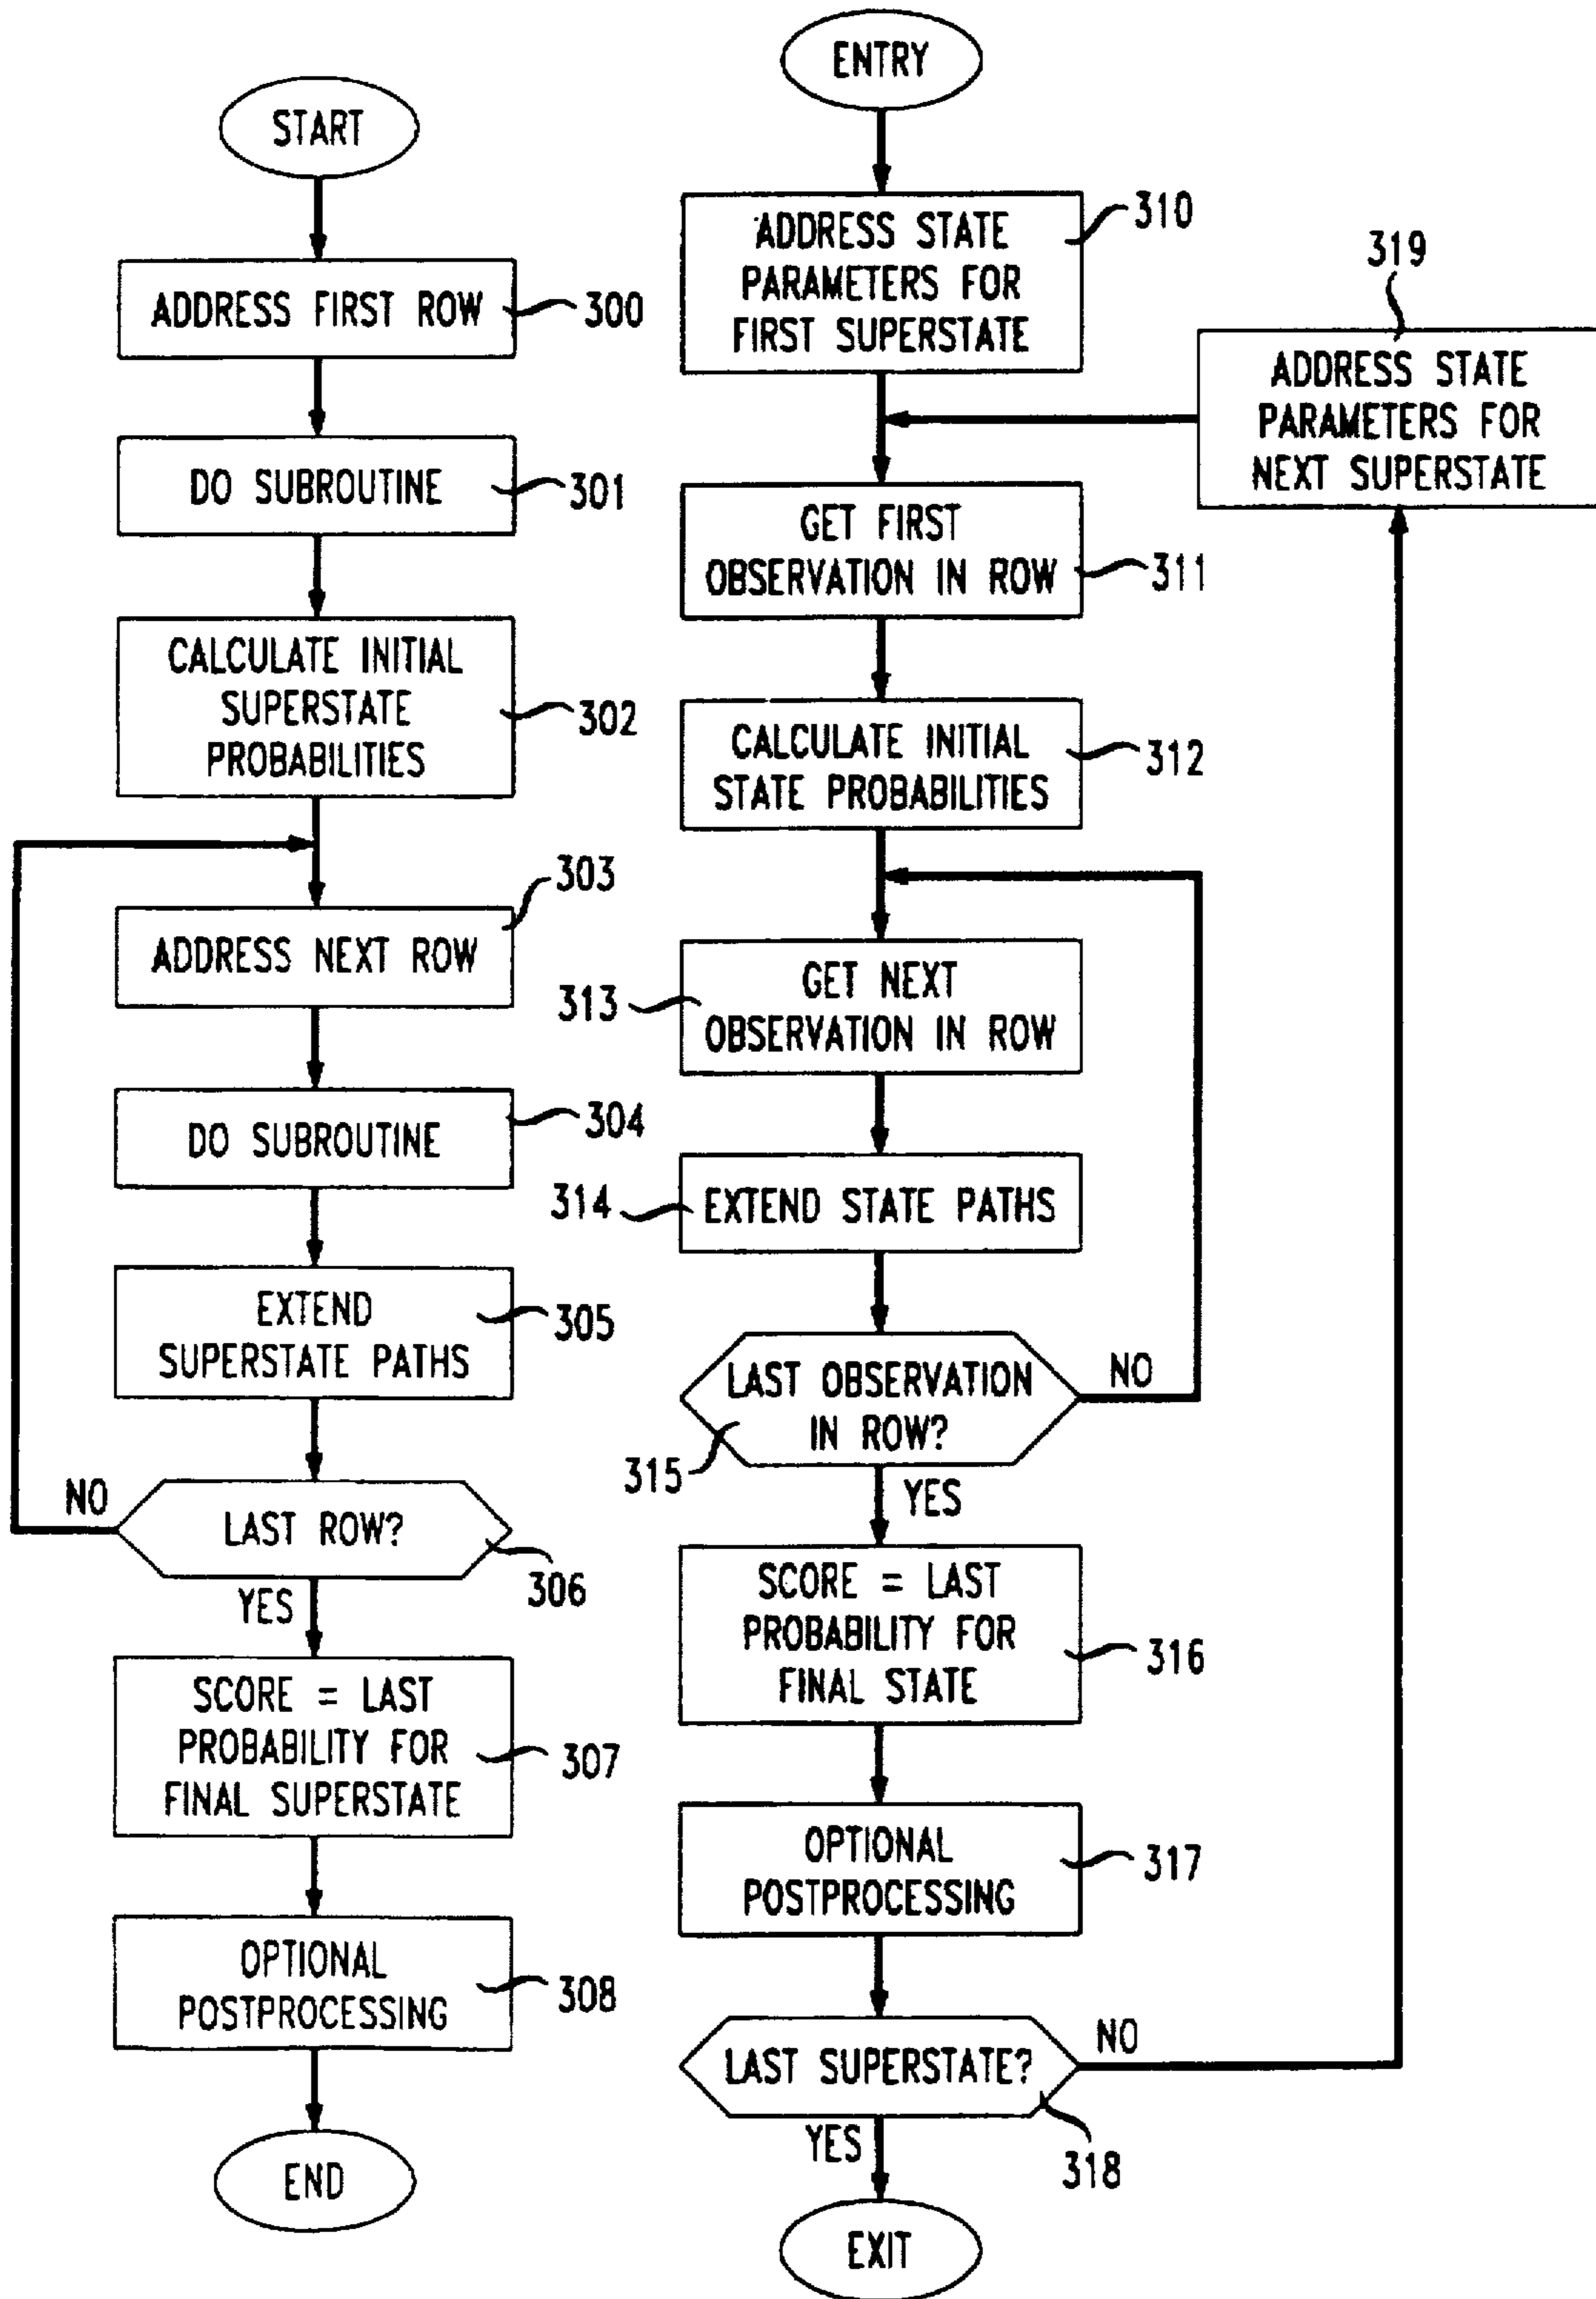 START
ADDRESS FIRST ROW
300
DO SUBROUTINE
301
CALCULATE INITIAL
SUPERSTATE
PROBABILITIES
302
303
ADDRESS NEXT ROW
DO SUBROUTINE
304
EXTEND
SUPERSTATE PATHS
305
NO
LAST ROW?
306
YES
SCORE = LAST
PROBABILITY FOR
FINAL SUPERSTATE
307
OPTIONAL
POSTPROCESSING
308
END
ENTRY
ADDRESS STATE
PARAMETERS FOR
FIRST SUPERSTATE
310
319
ADDRESS STATE
PARAMETERS FOR
NEXT SUPERSTATE
GET FIRST
OBSERVATION IN ROW
311
CALCULATE INITIAL
STATE PROBABILITIES
312
GET NEXT
OBSERVATION IN ROW
313
EXTEND STATE PATHS
314
LAST OBSERVATION
IN ROW?
NO
315
YES
SCORE = LAST
PROBABILITY FOR
FINAL STATE
316
OPTIONAL
POSTPROCESSING
317
LAST SUPERSTATE?
NO
318
YES
EXIT